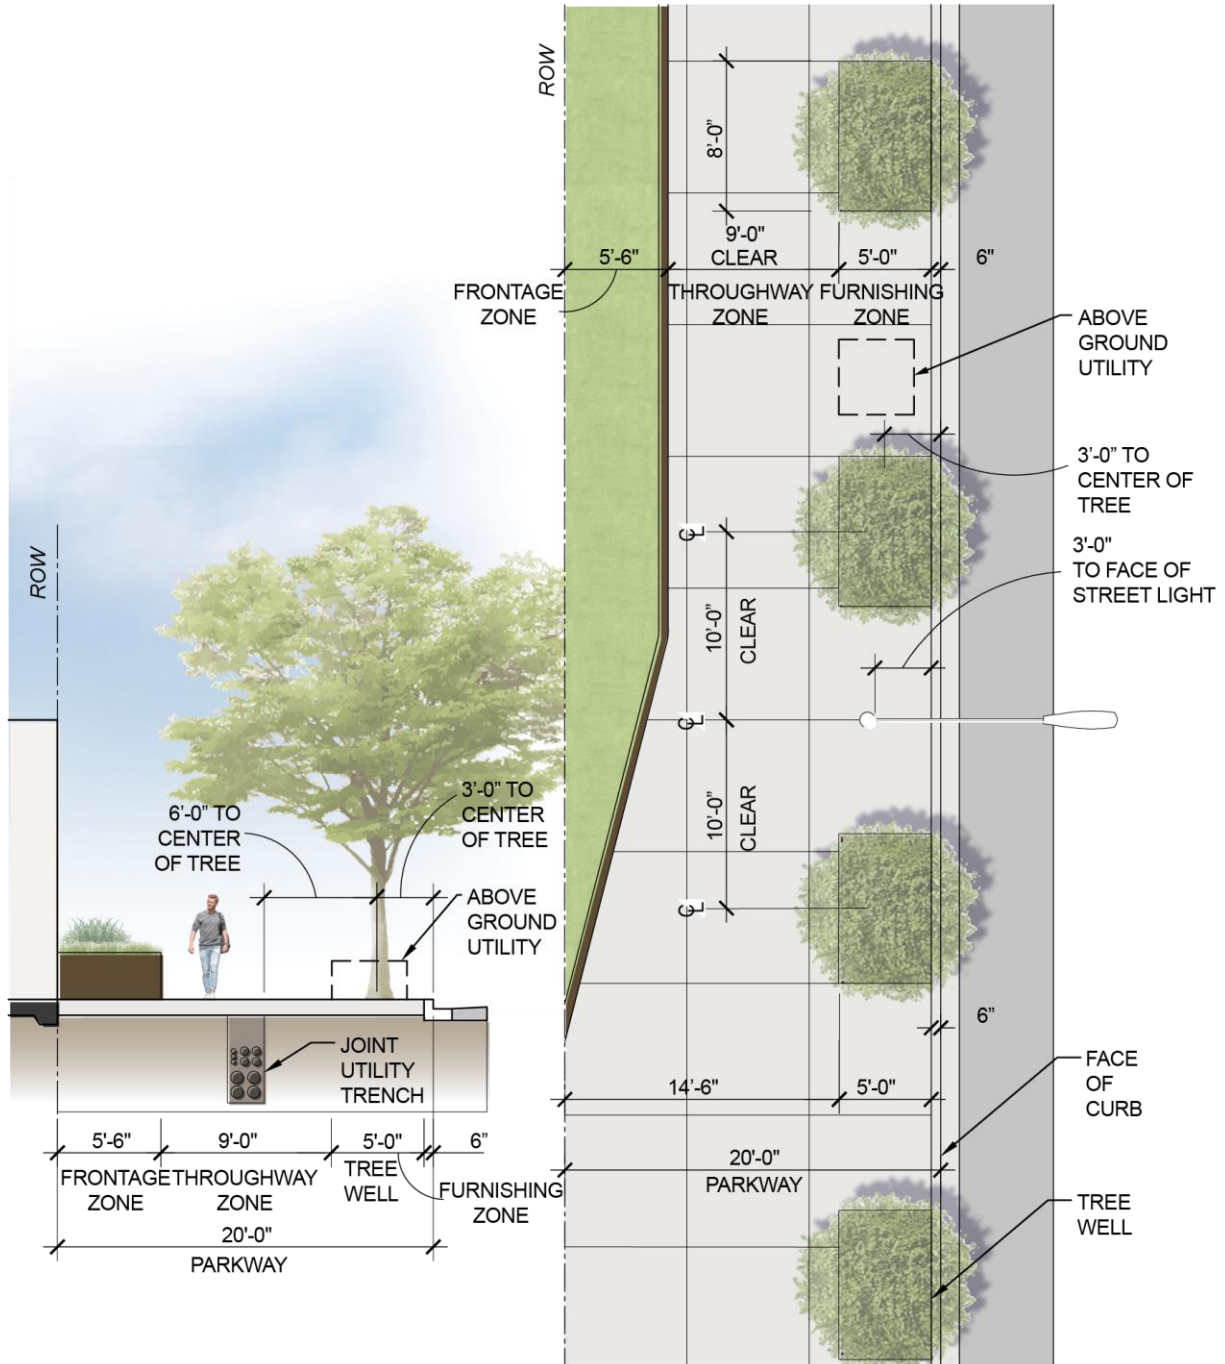 ROW
8'-0"
9'-0"
CLEAR
5'-6"
5'-0"
6"
FRONTAGE
ZONE
THROUGHWAY
ZONE
FURNISHING
ZONE
ABOVE
GROUND
UTILITY
3'-0" TO
CENTER OF
TREE
3'-0"
TO FACE OF
STREET LIGHT
CL
10'-0"
CLEAR
CL
10'-0"
CLEAR
CL
6"
FACE
OF
CURB
14'-6"
5'-0"
20'-0"
PARKWAY
TREE
WELL
ROW
6'-0" TO
CENTER
OF TREE
3'-0" TO
CENTER
OF TREE
ABOVE
GROUND
UTILITY
JOINT
UTILITY
TRENCH
5'-6"
9'-0"
5'-0"
6"
FRONTAGE
ZONE
THROUGHWAY
ZONE
TREE
WELL
FURNISHING
ZONE
20'-0"
PARKWAY